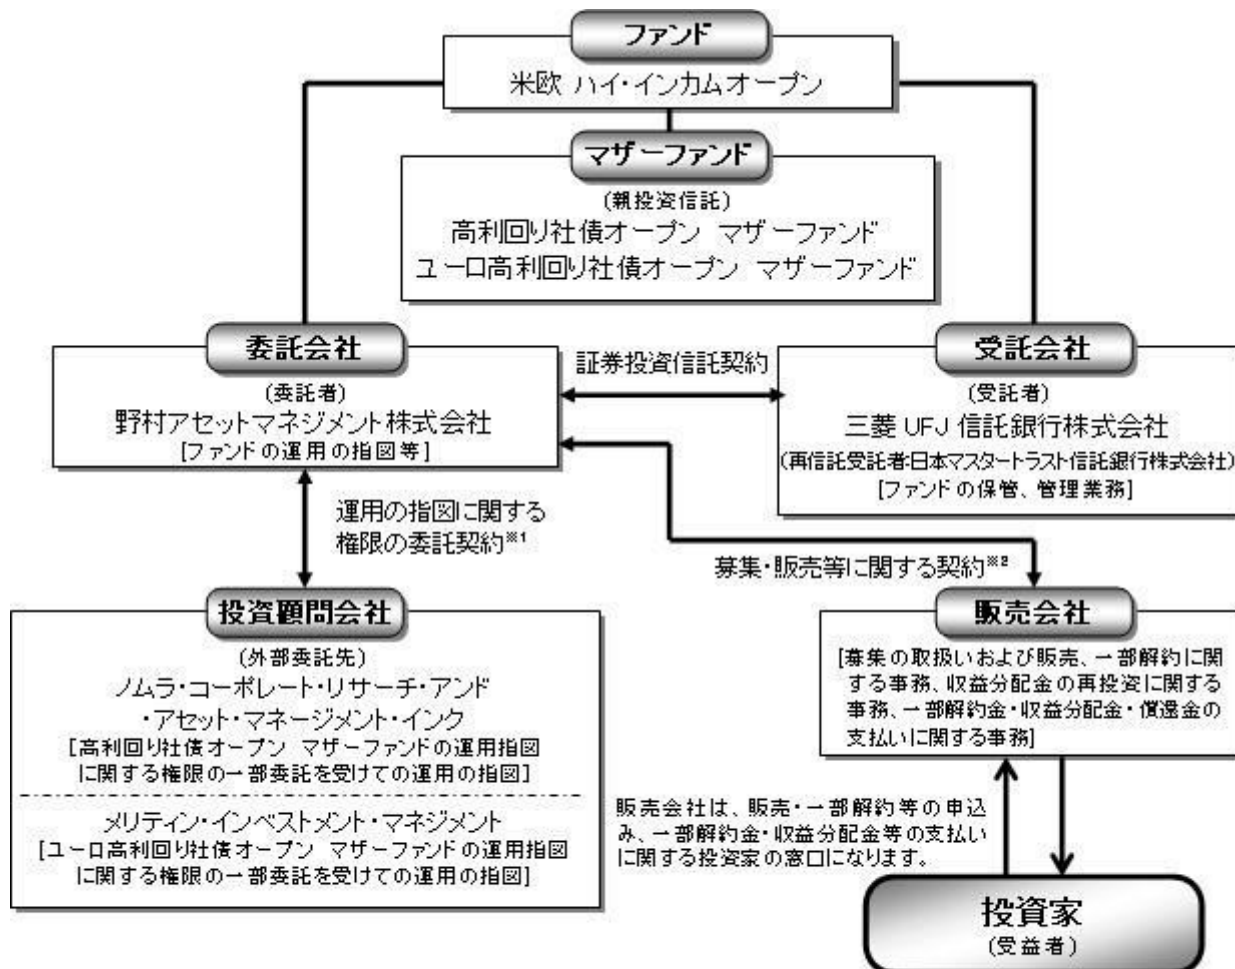 ファンド
米欧 ハイ・インカムオープン
マザーファンド
(親投資信託)
高利回り社債オープン マザーファンド
ユーロ高利回り社債オープン マザーファンド
委託会社
(委託者)
野村アセットマネジメント株式会社
[ファンドの運用の指図等]
証券投資信託契約
受託会社
(受託者)
三菱 UFJ 信託銀行株式会社
(再信託受託者:日本マスタートラスト信託銀行株式会社)
[ファンドの保管、管理業務]
運用の指図に関する
権限の委託契約※1
募集・販売等に関する契約※2
投資顧問会社
(外部委託先)
ノムラ・コーポレート・リサーチ・アンド
・アセット・マネージメント・インク
[高利回り社債オープン マザーファンドの運用指図
に関する権限の一部委託を受けての運用の指図]
メリティン・インベストメント・マネジメント
[ユーロ高利回り社債オープン マザーファンドの運用指図
に関する権限の一部委託を受けての運用の指図]
販売会社
[募集の取扱いおよび販売、一部解約に関
する事務、収益分配金の再投資に関する
事務、一部解約金・収益分配金・償還金の
支払いに関する事務]
販売会社は、販売・一部解約等の申込
み、一部解約金・収益分配金等の支払い
に関する投資家の窓口になります。
投資家
(受益者)